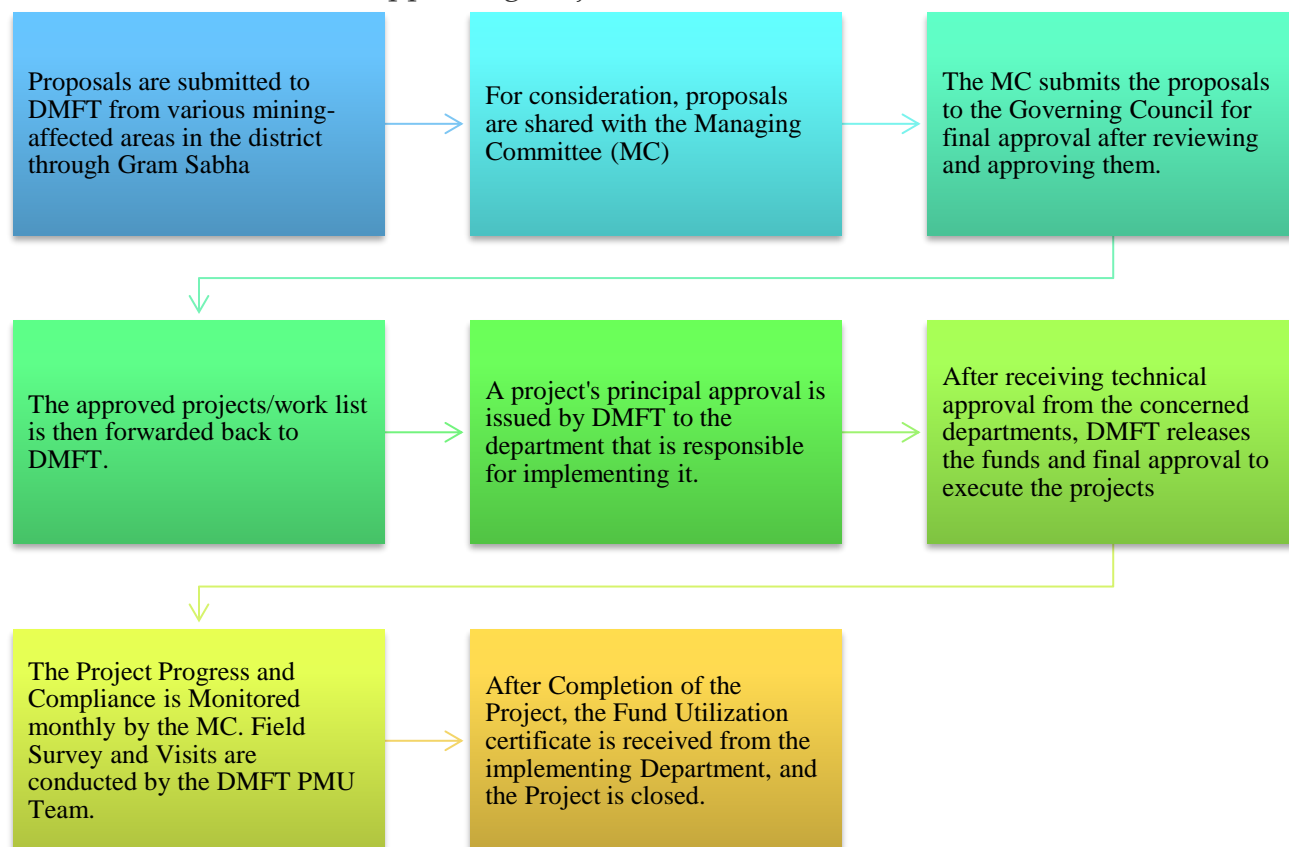 Proposals are submitted to
DMFT from various mining-
affected areas in the district
through Gram Sabha
For consideration, proposals
are shared with the Managing
Committee (MC)
The MC submits the proposals
to the Governing Council for
final approval after reviewing
and approving them.
The approved projects/work list
is then forwarded back to
DMFT.
A project's principal approval is
issued by DMFT to the
department that is responsible
for implementing it.
After receiving technical
approval from the concerned
departments, DMFT releases
the funds and final approval to
execute the projects
The Project Progress and
Compliance is Monitored
monthly by the MC. Field
Survey and Visits are
conducted by the DMFT PMU
Team.
After Completion of the
Project, the Fund Utilization
certificate is received from the
implementing Department, and
the Project is closed.